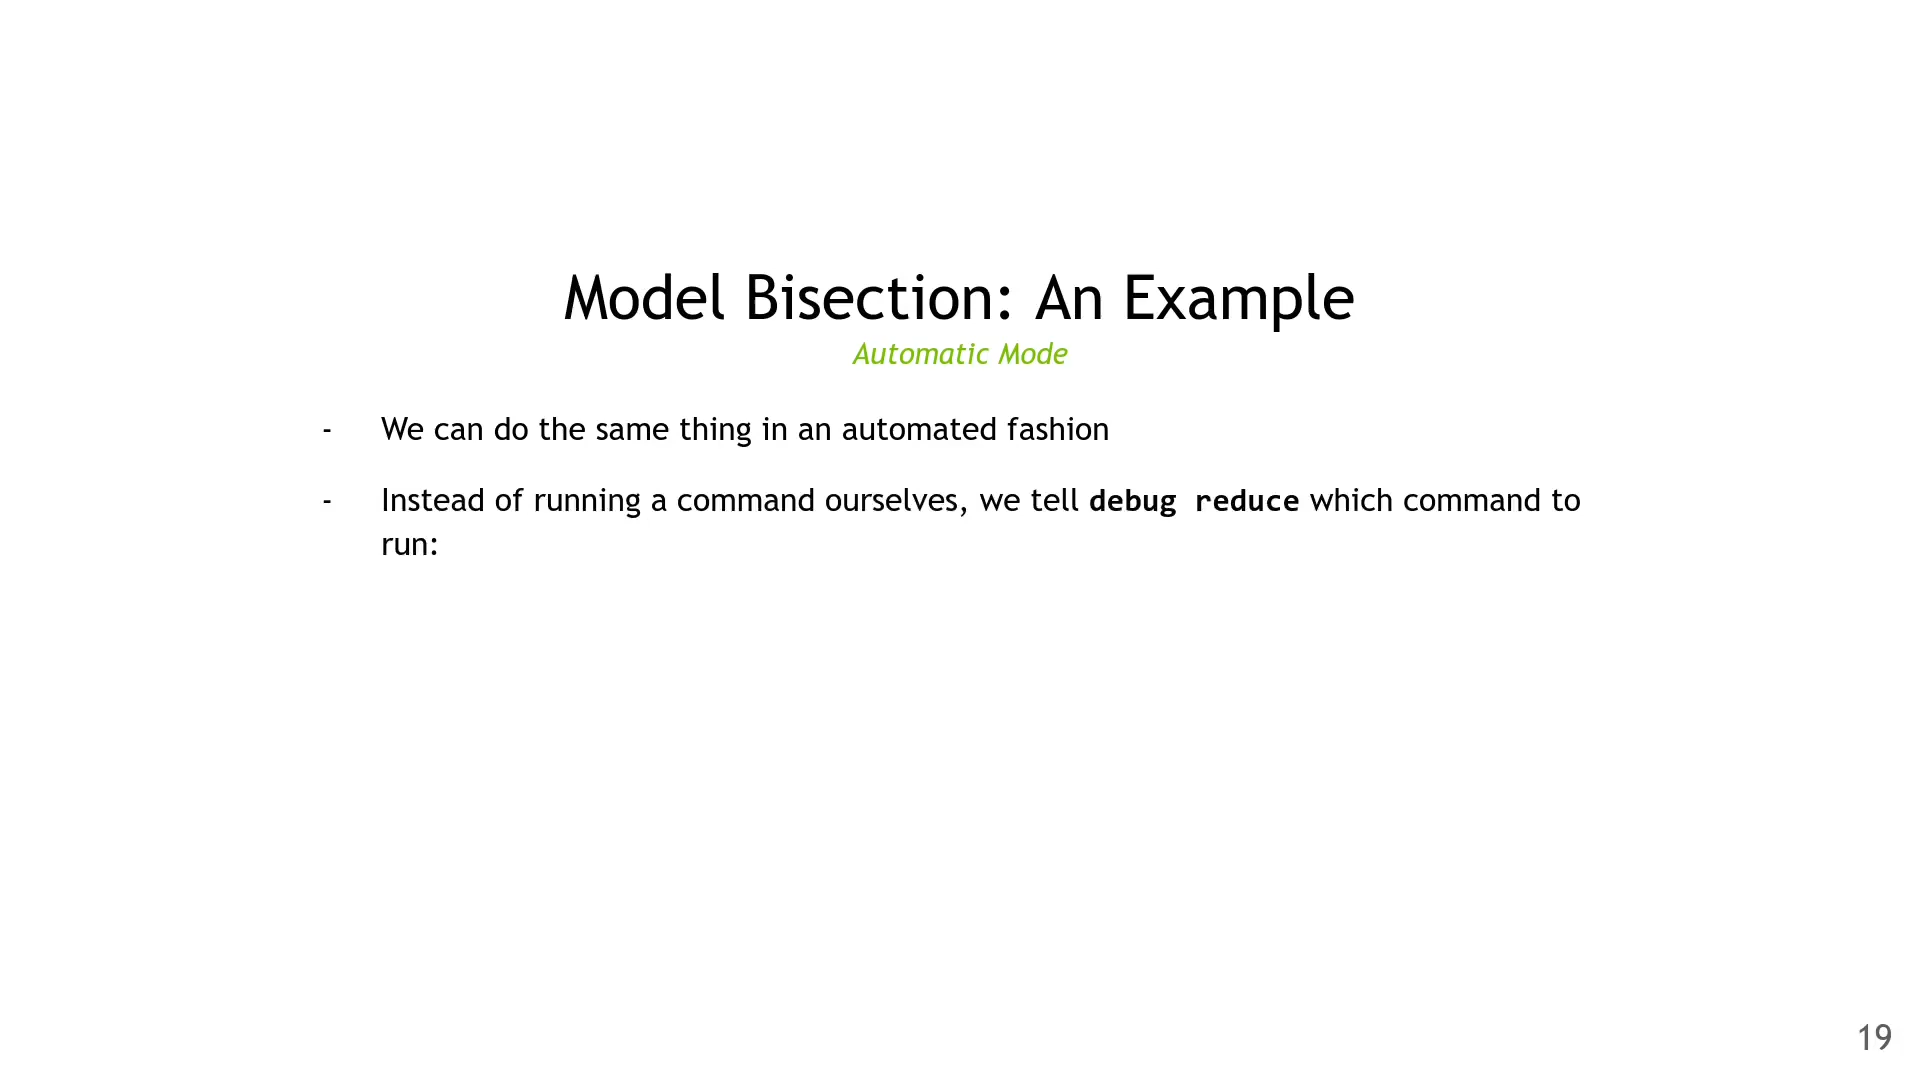 Model Bisection: An Example
Automatic Mode
- We can do the same thing in an automated fashion
- Instead of running a command ourselves, we tell debug reduce which command to
run:
19